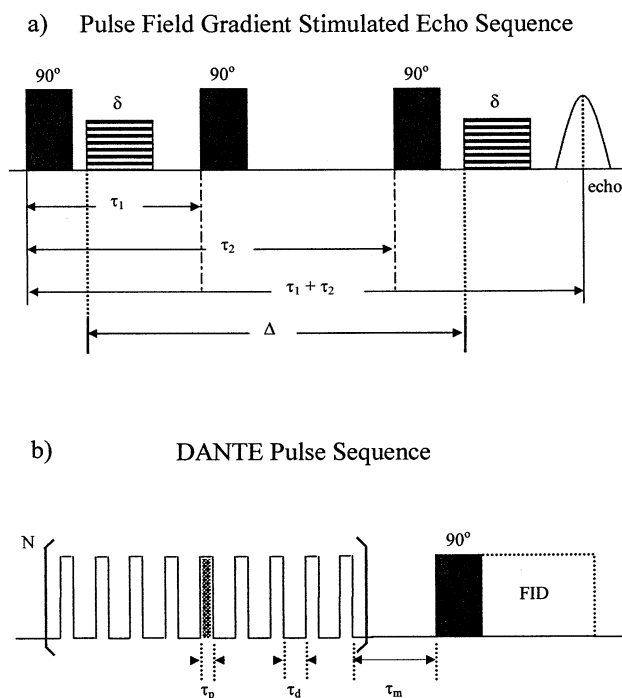 a) Pulse Field Gradient Stimulated Echo Sequence
90° 90° 90°
δ δ
echo
τ₁
τ₂
τ₁ + τ₂
Δ
b) DANTE Pulse Sequence
N 90°
FID
τp τd τm